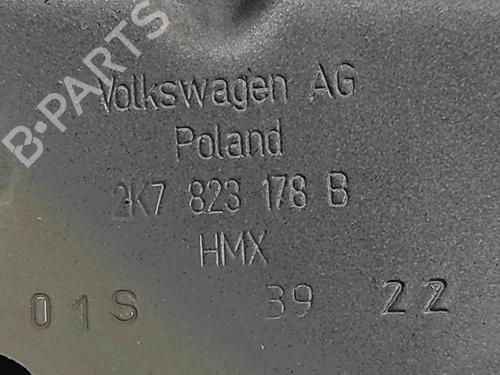 B-PARTS
Volkswagen AG
Poland
2K7 823 178 B
HMX
01S 39 22